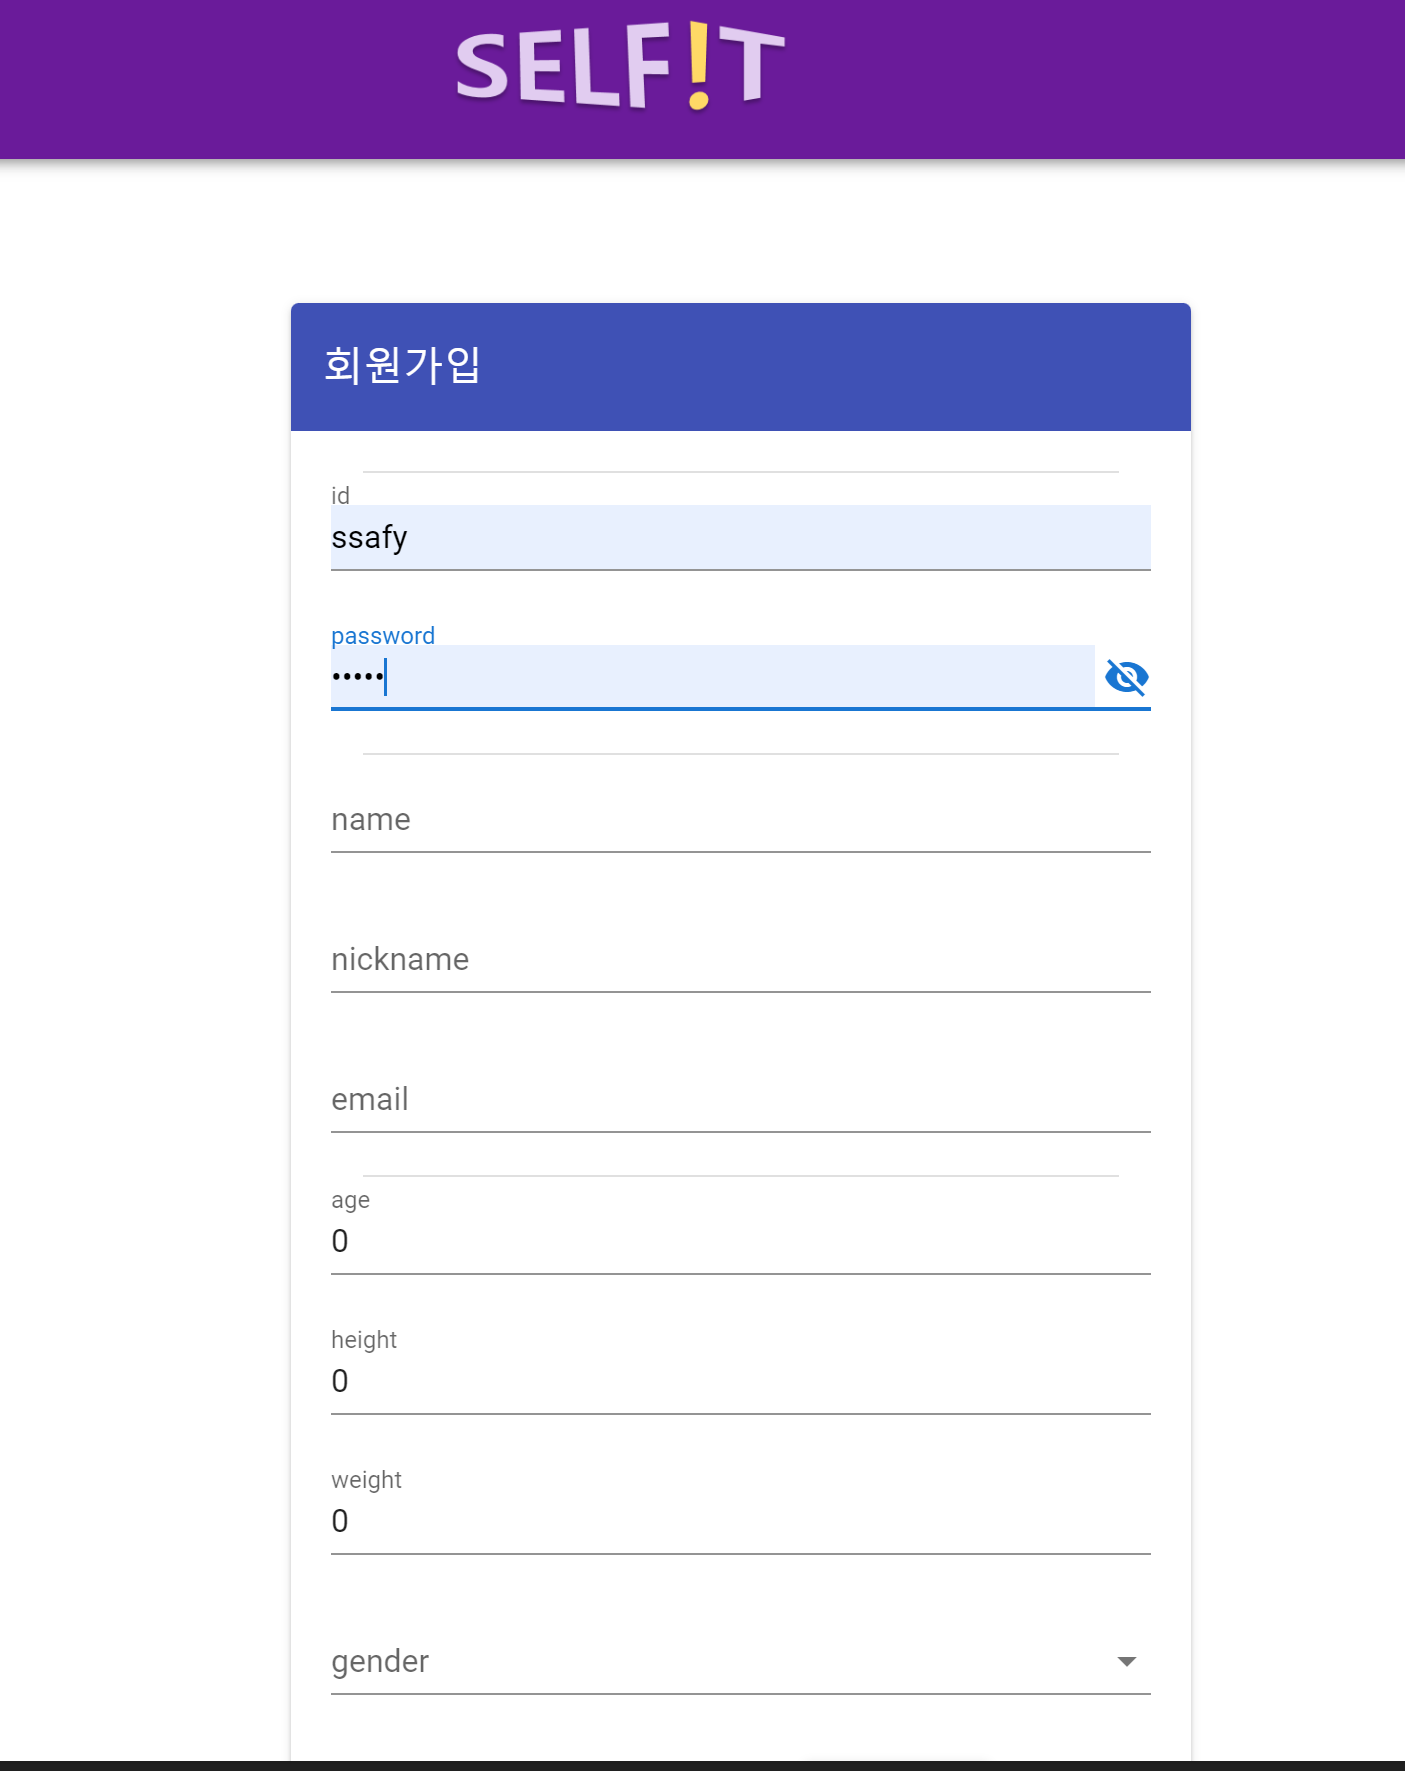 SELF!T
회원가입
id
ssafy
password
•••••
name
nickname
email
age
0
height
0
weight
0
gender